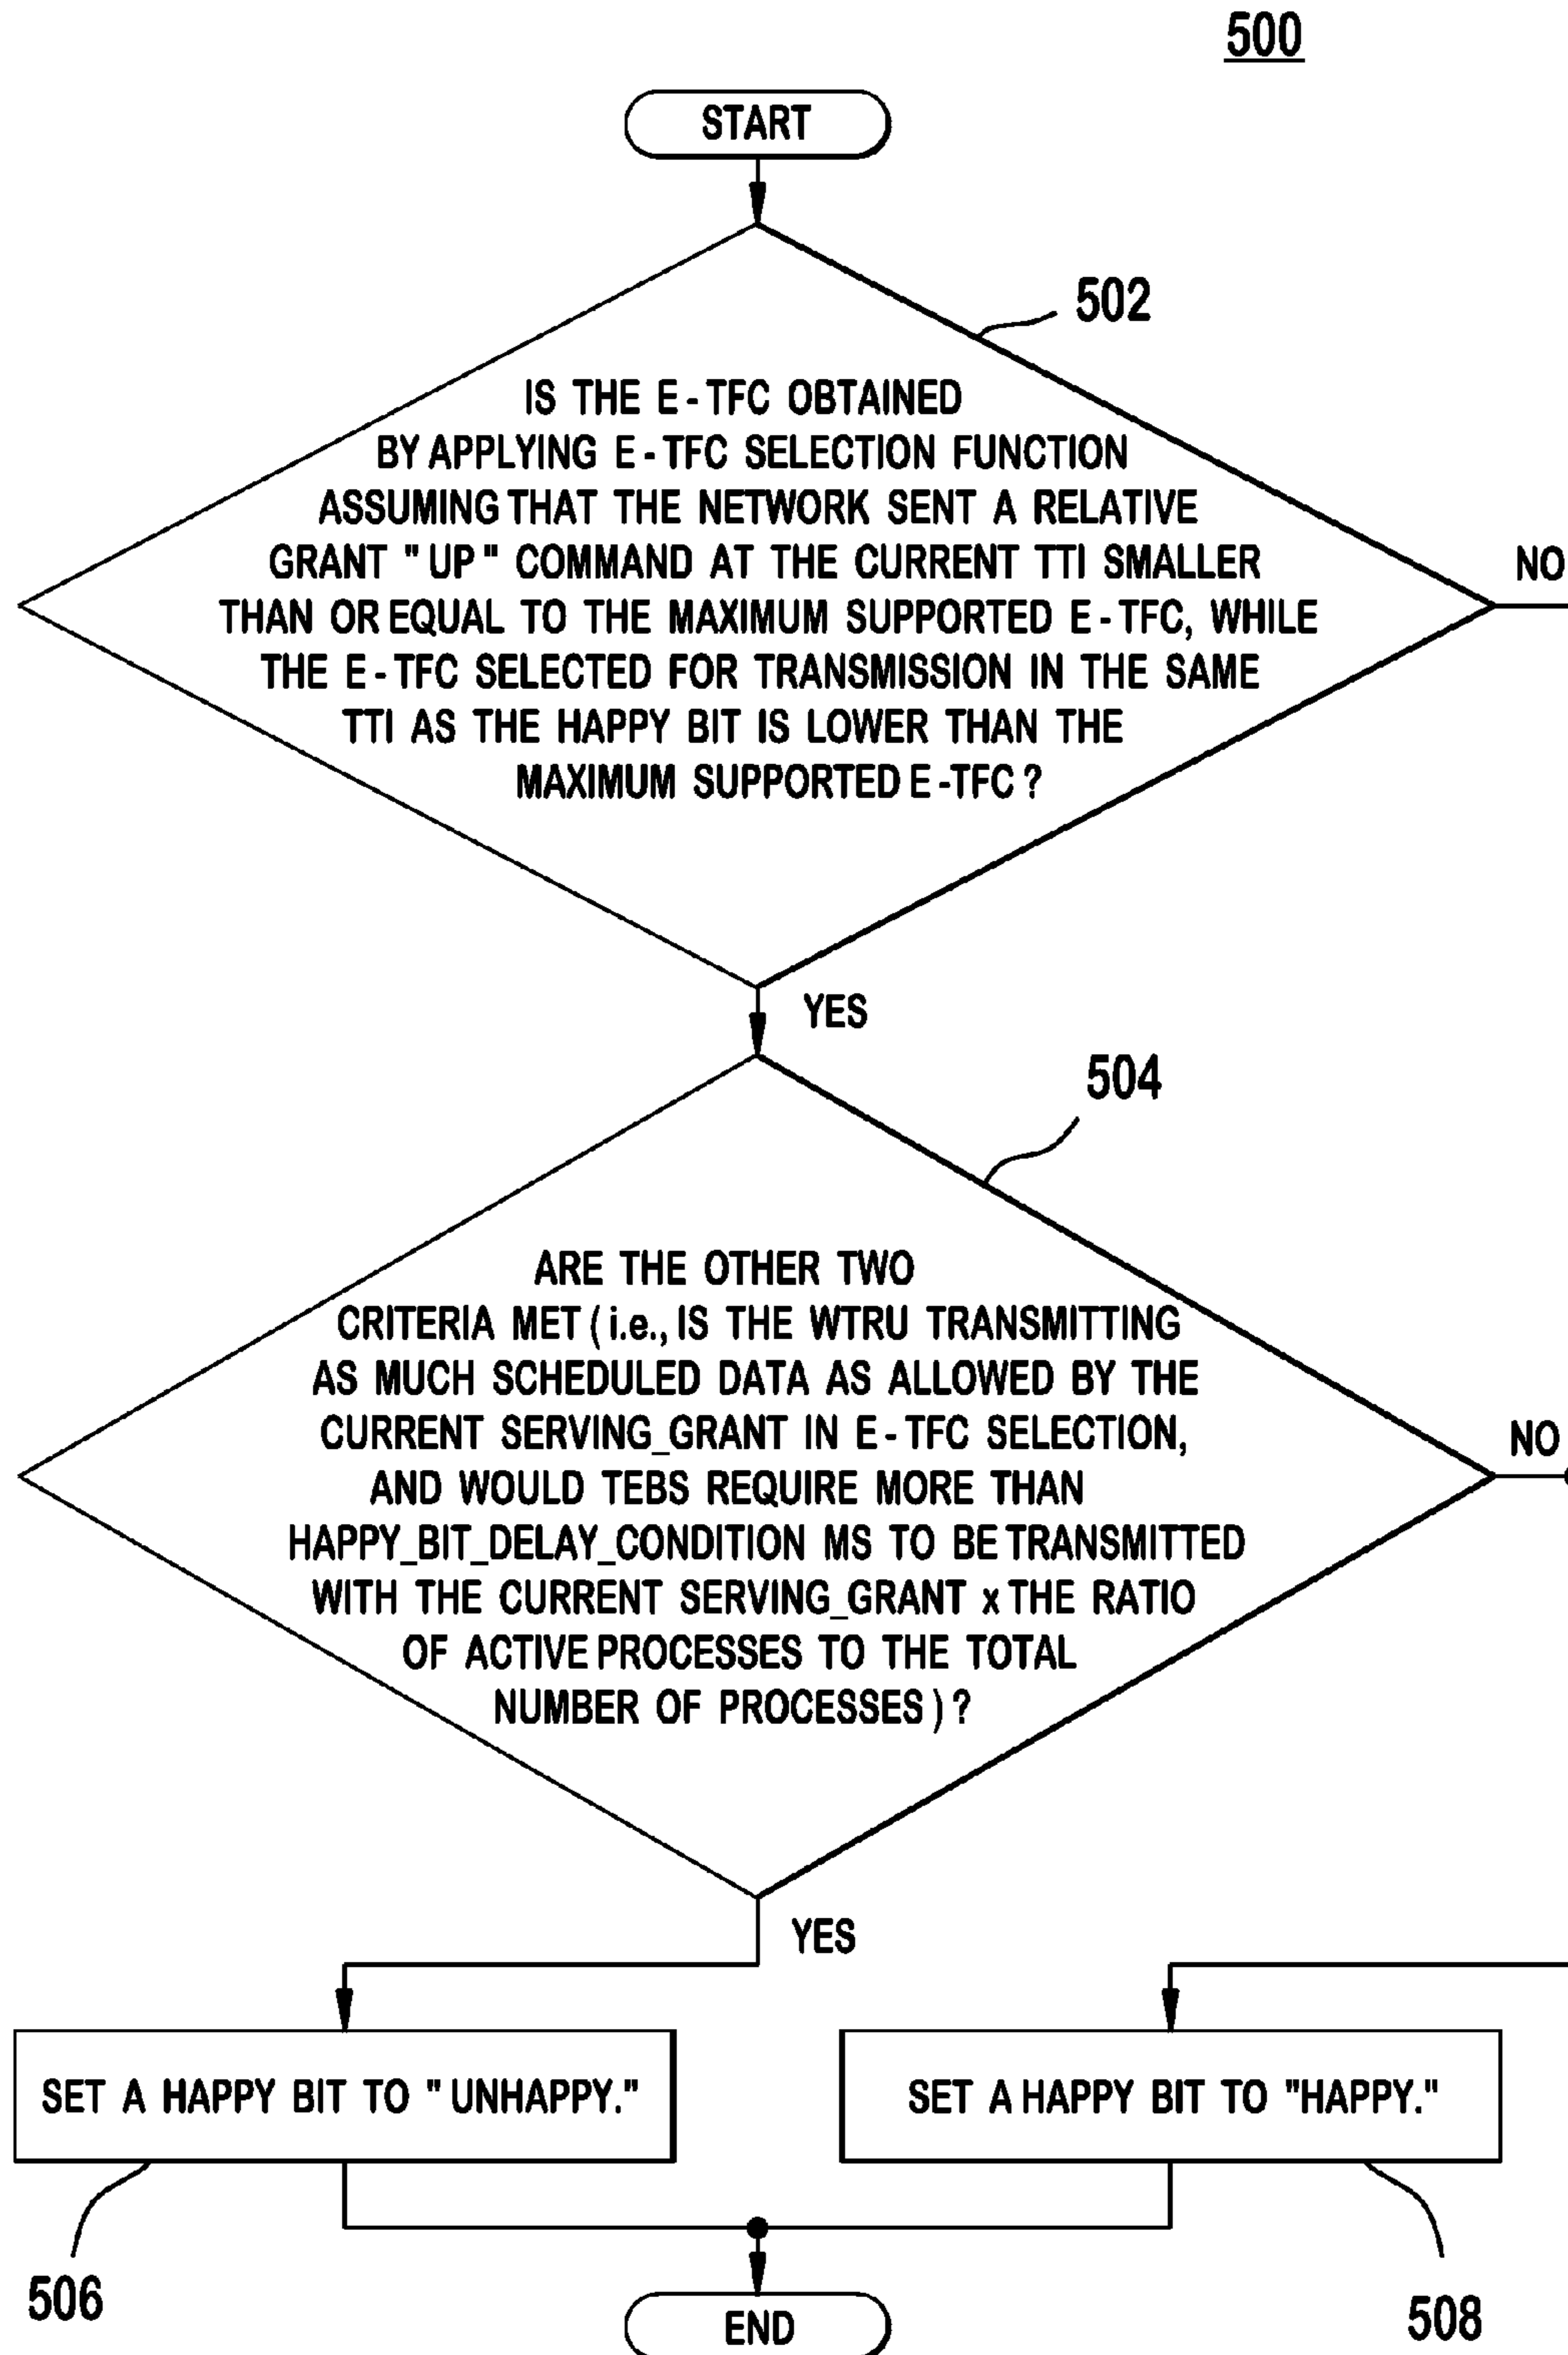 500
START
502
IS THE E-TFC OBTAINED
BY APPLYING E-TFC SELECTION FUNCTION
ASSUMING THAT THE NETWORK SENT A RELATIVE
GRANT "UP" COMMAND AT THE CURRENT TTI SMALLER
THAN OR EQUAL TO THE MAXIMUM SUPPORTED E-TFC, WHILE
THE E-TFC SELECTED FOR TRANSMISSION IN THE SAME
TTI AS THE HAPPY BIT IS LOWER THAN THE
MAXIMUM SUPPORTED E-TFC?
NO
YES
504
ARE THE OTHER TWO
CRITERIA MET (i.e., IS THE WTRU TRANSMITTING
AS MUCH SCHEDULED DATA AS ALLOWED BY THE
CURRENT SERVING_GRANT IN E-TFC SELECTION,
AND WOULD TEBS REQUIRE MORE THAN
HAPPY_BIT_DELAY_CONDITION MS TO BE TRANSMITTED
WITH THE CURRENT SERVING_GRANT x THE RATIO
OF ACTIVE PROCESSES TO THE TOTAL
NUMBER OF PROCESSES)?
NO
YES
SET A HAPPY BIT TO "UNHAPPY."
SET A HAPPY BIT TO "HAPPY."
506
508
END